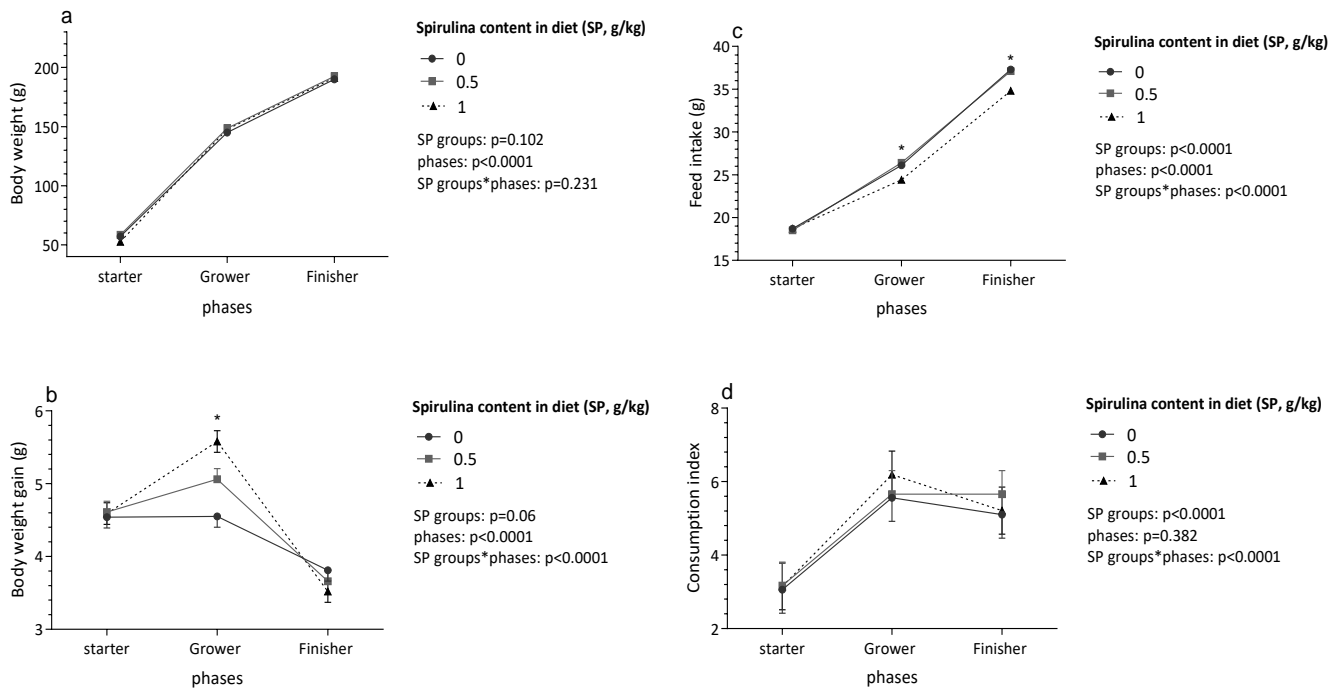 a
Body weight (g)
200
150
100
50
starter
Grower
Finisher
phases
Spirulina content in diet (SP, g/kg)
0
0.5
1
SP groups: p=0.102
phases: p<0.0001
SP groups*phases: p=0.231
c
Feed intake (g)
40
35
30
25
20
15
*
*
starter
Grower
Finisher
phases
Spirulina content in diet (SP, g/kg)
0
0.5
1
SP groups: p<0.0001
phases: p<0.0001
SP groups*phases: p<0.0001
b
Body weight gain (g)
6
5
4
3
*
starter
Grower
Finisher
phases
Spirulina content in diet (SP, g/kg)
0
0.5
1
SP groups: p=0.06
phases: p<0.0001
SP groups*phases: p<0.0001
d
Consumption index
8
6
4
2
starter
Grower
Finisher
phases
Spirulina content in diet (SP, g/kg)
0
0.5
1
SP groups: p<0.0001
phases: p=0.382
SP groups*phases: p<0.0001